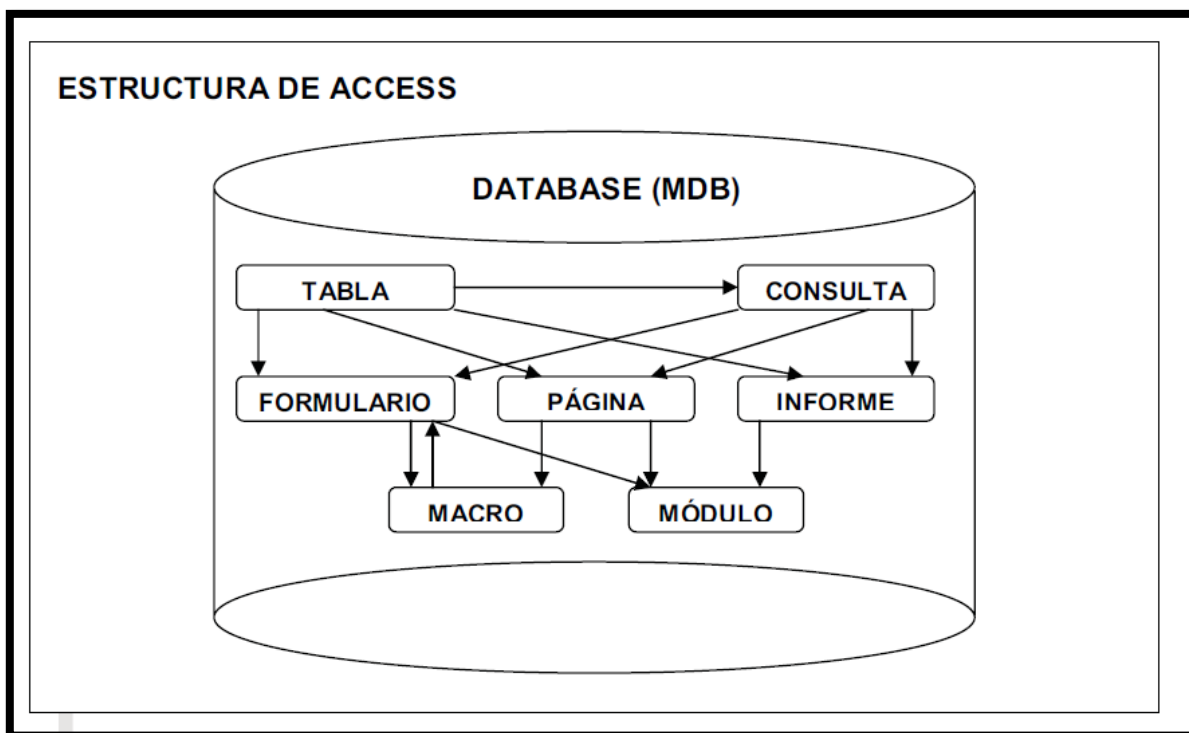 ESTRUCTURA DE ACCESS
DATABASE (MDB)
TABLA
CONSULTA
FORMULARIO
PÁGINA
INFORME
MACRO
MÓDULO